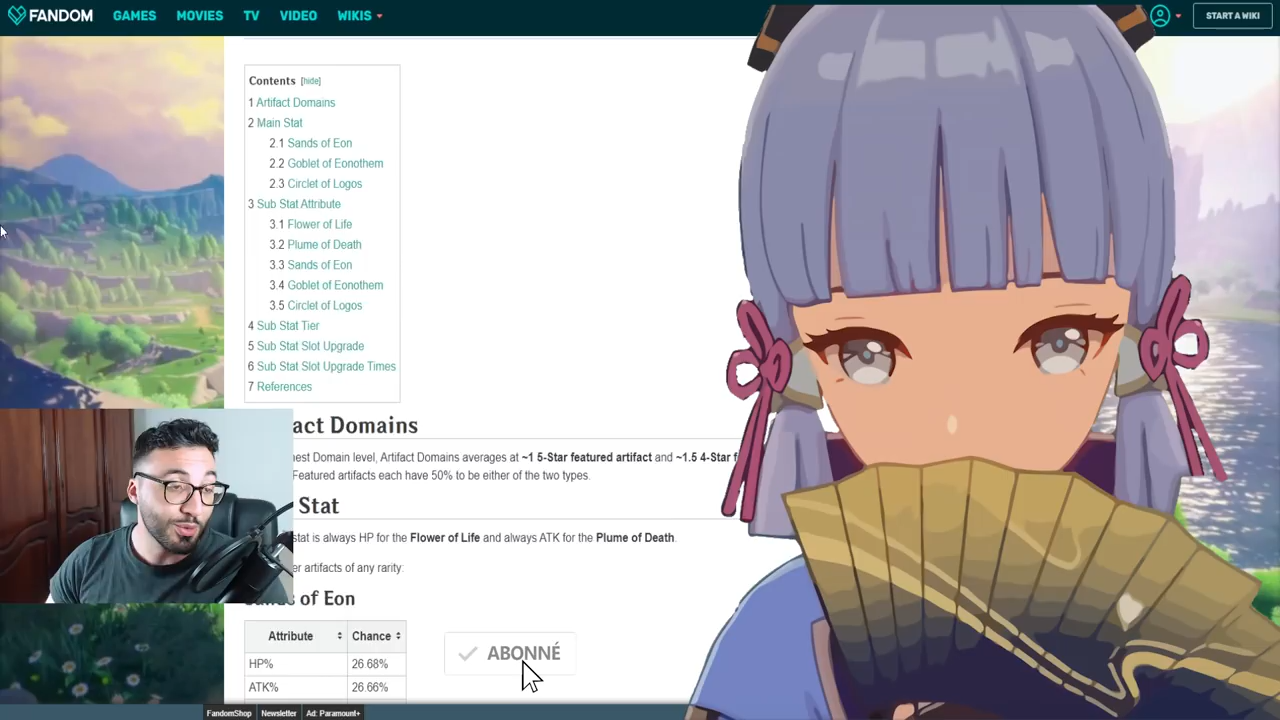 FANDOM GAMES MOVIES TV VIDEO WIKIS START A WIKI
Contents [hide]
1 Artifact Domains
2 Main Stat
2.1 Sands of Eon
2.2 Goblet of Eonothem
2.3 Circlet of Logos
3 Sub Stat Attribute
3.1 Flower of Life
3.2 Plume of Death
3.3 Sands of Eon
3.4 Goblet of Eonothem
3.5 Circlet of Logos
4 Sub Stat Tier
5 Sub Stat Slot Upgrade
6 Sub Stat Slot Upgrade Times
7 References
Domains
Domain level, Artifact Domains averages at ~1 5-Star featured artifact and ~1.5 4-Star
Featured artifacts each have 50% to be either of the two types.
Stat
is always HP for the Flower of Life and always ATK for the Plume of Death.
artifacts of any rarity:
of Eon
Attribute Chance
HP% 26.68%
ATK% 26.66%
ABONNÉ
FandomShop Newsletter Ad: Paramount+